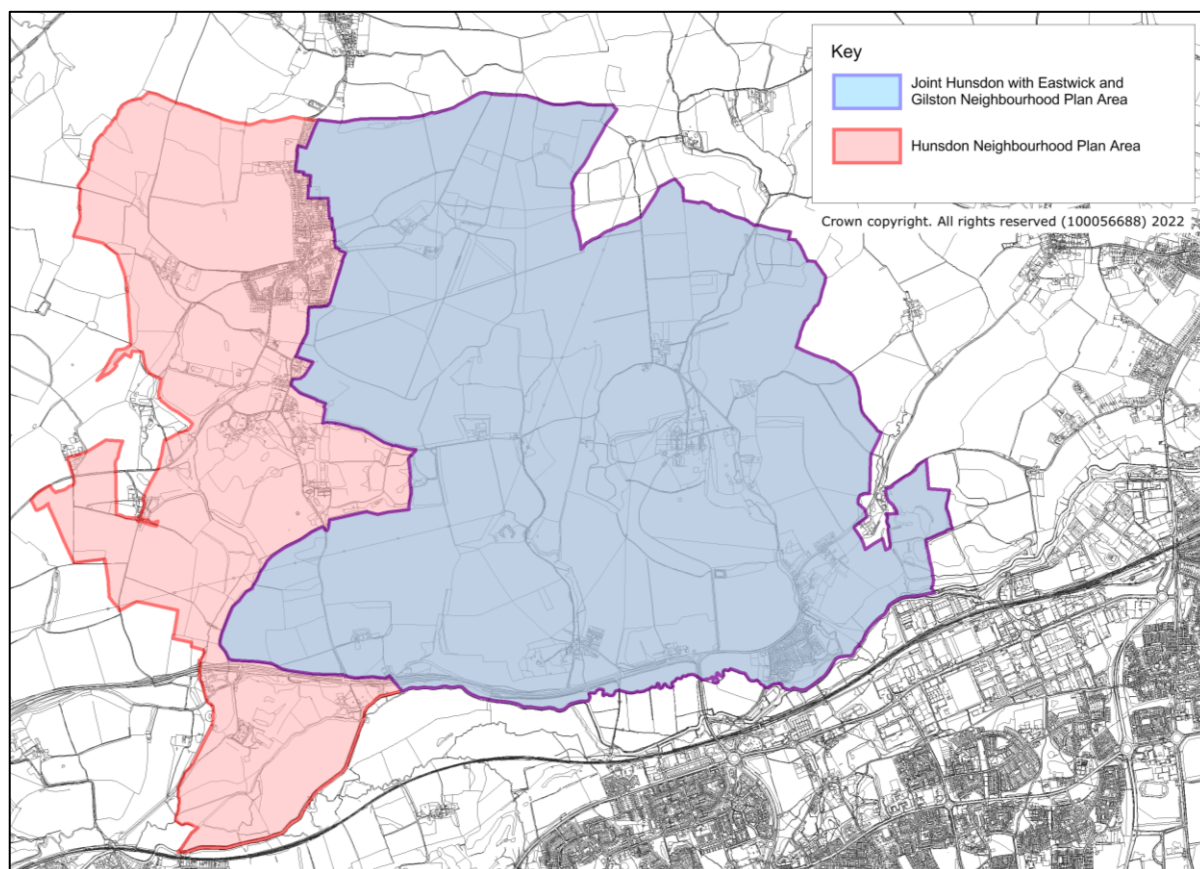 Key
Joint Hunsdon with Eastwick and
Gilston Neighbourhood Plan Area
Hunsdon Neighbourhood Plan Area
Crown copyright. All rights reserved (100056688) 2022